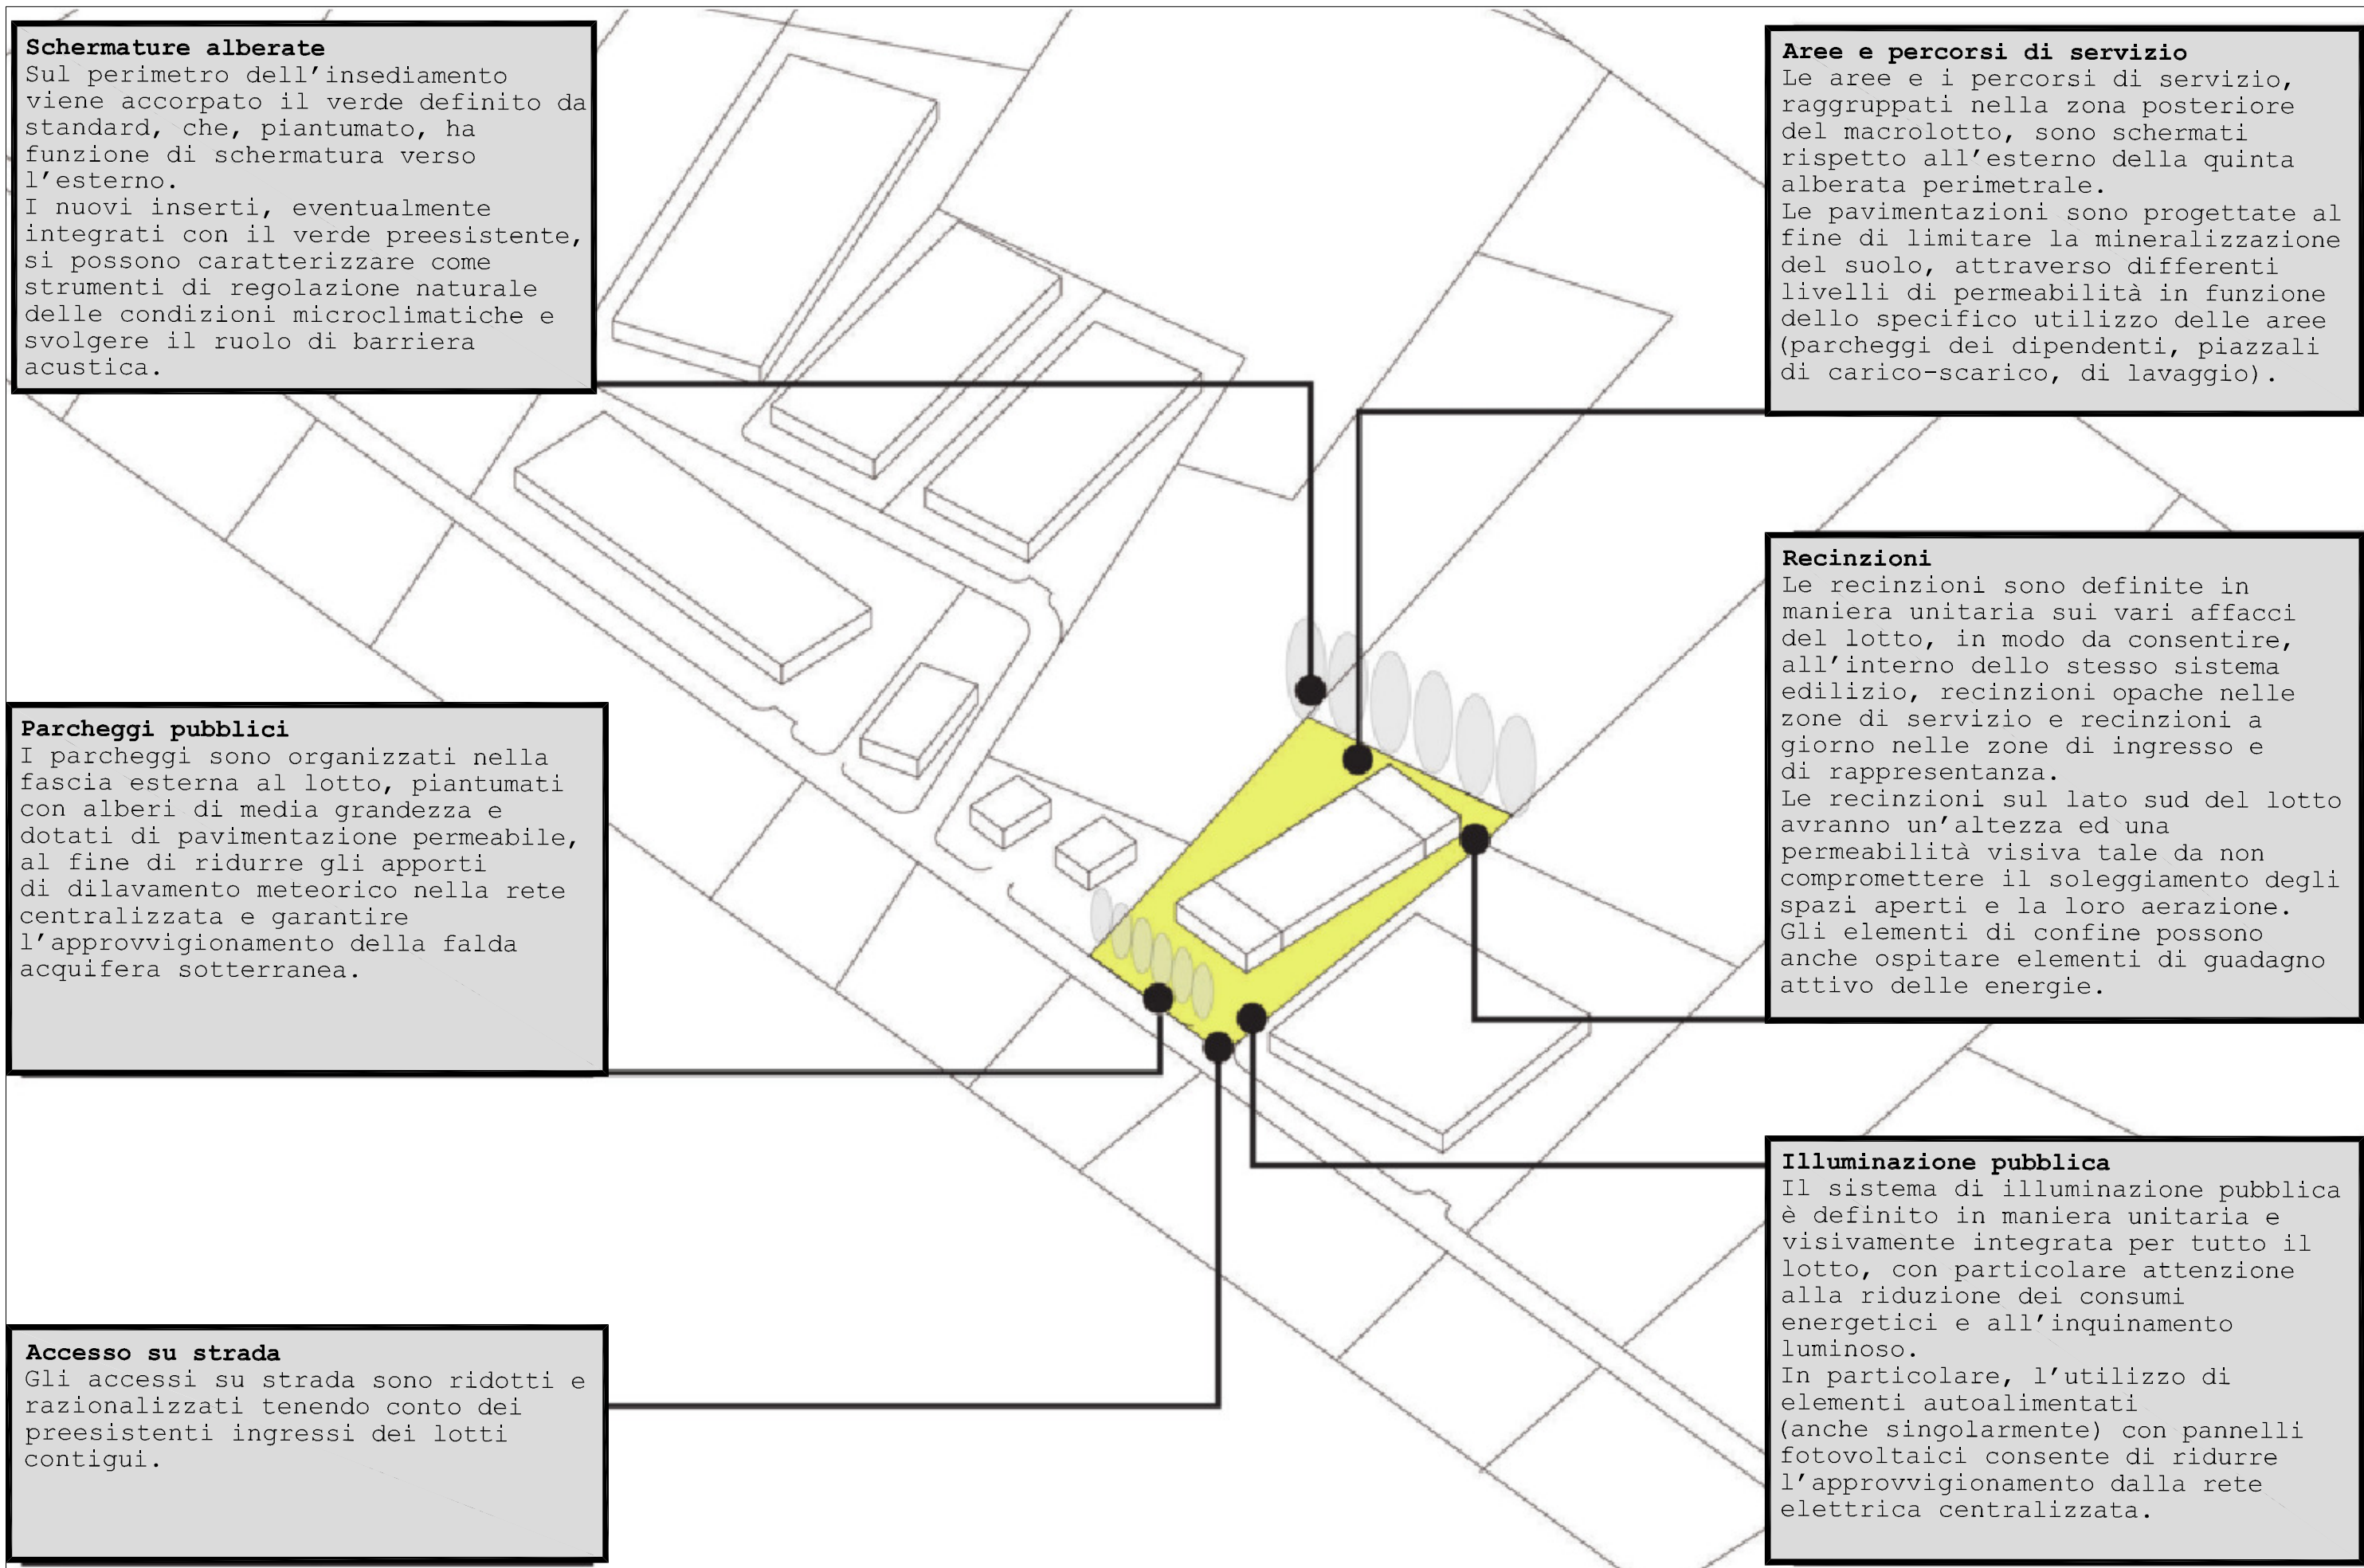 Schermature alberate
Sul perimetro dell'insediamento
viene accorpato il verde definito da
standard, che, piantumato, ha
funzione di schermatura verso
l'esterno.
I nuovi inserti, eventualmente
integrati con il verde preesistente,
si possono caratterizzare come
strumenti di regolazione naturale
delle condizioni microclimatiche e
svolgere il ruolo di barriera
acustica.
Parcheggi pubblici
I parcheggi sono organizzati nella
fascia esterna al lotto, piantumati
con alberi di media grandezza e
dotati di pavimentazione permeabile,
al fine di ridurre gli apporti
di dilavamento meteorico nella rete
centralizzata e garantire
l'approvvigionamento della falda
acquifera sotterranea.
Accesso su strada
Gli accessi su strada sono ridotti e
razionalizzati tenendo conto dei
preesistenti ingressi dei lotti
contigui.
Aree e percorsi di servizio
Le aree e i percorsi di servizio,
raggruppati nella zona posteriore
del macrolotto, sono schermati
rispetto all'esterno della quinta
alberata perimetrale.
Le pavimentazioni sono progettate al
fine di limitare la mineralizzazione
del suolo, attraverso differenti
livelli di permeabilità in funzione
dello specifico utilizzo delle aree
(parcheggi dei dipendenti, piazzali
di carico-scarico, di lavaggio).
Recinzioni
Le recinzioni sono definite in
maniera unitaria sui vari affacci
del lotto, in modo da consentire,
all'interno dello stesso sistema
edilizio, recinzioni opache nelle
zone di servizio e recinzioni a
giorno nelle zone di ingresso e
di rappresentanza.
Le recinzioni sul lato sud del lotto
avranno un'altezza ed una
permeabilità visiva tale da non
compromettere il soleggiamento degli
spazi aperti e la loro aerazione.
Gli elementi di confine possono
anche ospitare elementi di guadagno
attivo delle energie.
Illuminazione pubblica
Il sistema di illuminazione pubblica
è definito in maniera unitaria e
visivamente integrata per tutto il
lotto, con particolare attenzione
alla riduzione dei consumi
energetici e all'inquinamento
luminoso.
In particolare, l'utilizzo di
elementi autoalimentati
(anche singolarmente) con pannelli
fotovoltaici consente di ridurre
l'approvvigionamento dalla rete
elettrica centralizzata.